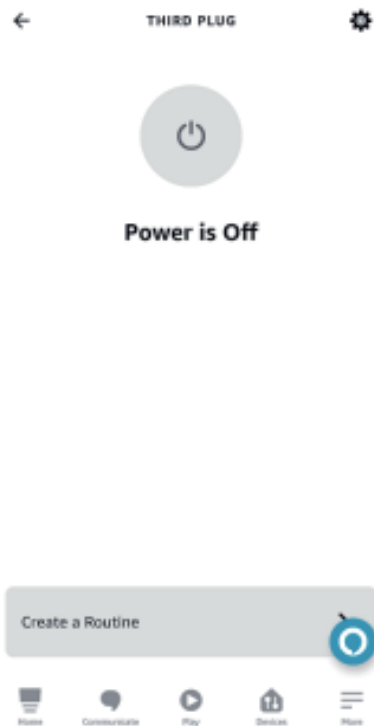 THIRD PLUG
Power is Off
Create a Routine
Home Communicate Play Devices More